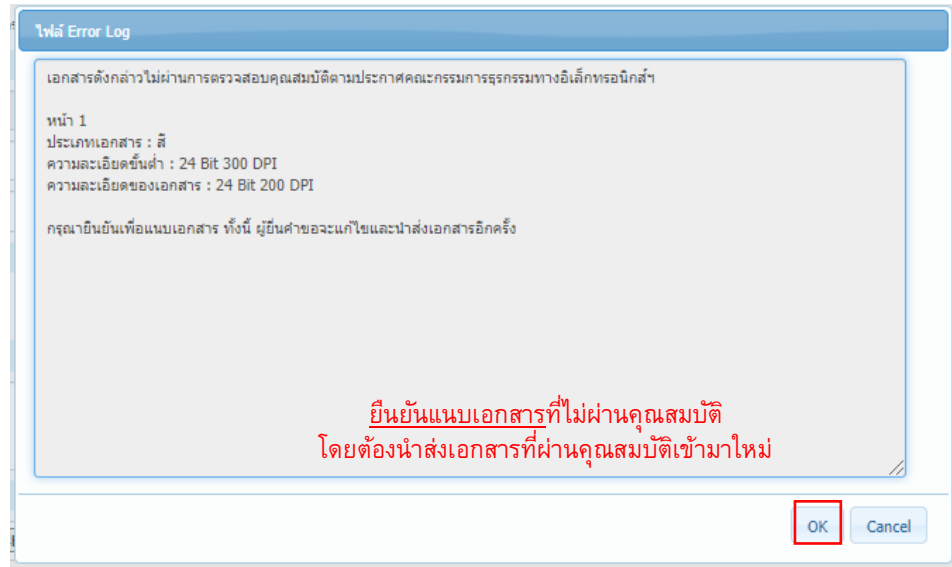 ไฟล์ Error Log
เอกสารดังกล่าวไม่ผ่านการตรวจสอบคุณสมบัติตามประกาศคณะกรรมการธุรกรรมทางอิเล็กทรอนิกส์ฯ
หน้า 1
ประเภทเอกสาร : สี
ความละเอียดขั้นต่ำ : 24 Bit 300 DPI
ความละเอียดของเอกสาร : 24 Bit 200 DPI
กรุณายืนยันเพื่อแนบเอกสาร ทั้งนี้ ผู้ยื่นคำขอจะแก้ไขและนำส่งเอกสารอีกครั้ง
ยืนยันแนบเอกสารที่ไม่ผ่านคุณสมบัติ
โดยต้องนำส่งเอกสารที่ผ่านคุณสมบัติเข้ามาใหม่
OK
Cancel